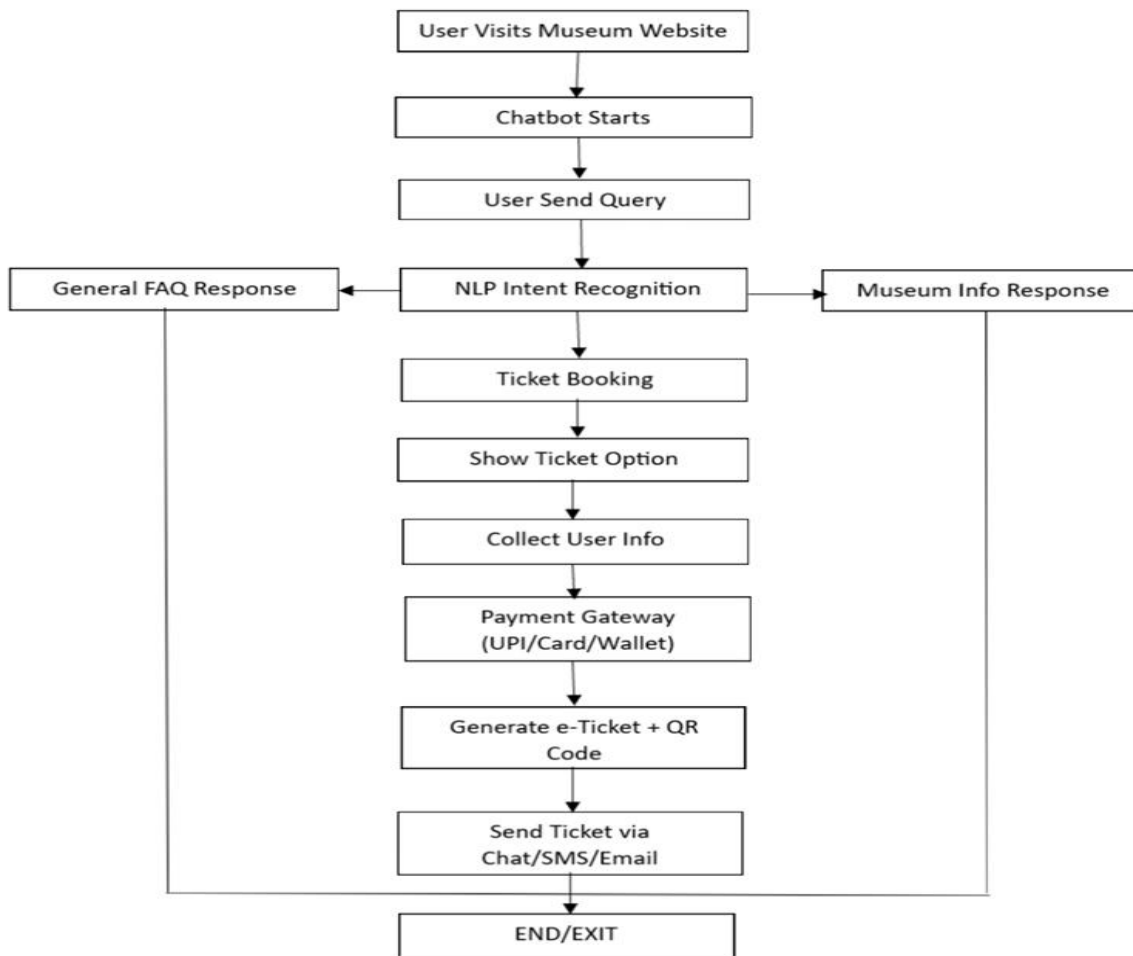 User Visits Museum Website
Chatbot Starts
User Send Query
General FAQ Response
NLP Intent Recognition
Museum Info Response
Ticket Booking
Show Ticket Option
Collect User Info
Payment Gateway
(UPI/Card/Wallet)
Generate e-Ticket + QR
Code
Send Ticket via
Chat/SMS/Email
END/EXIT